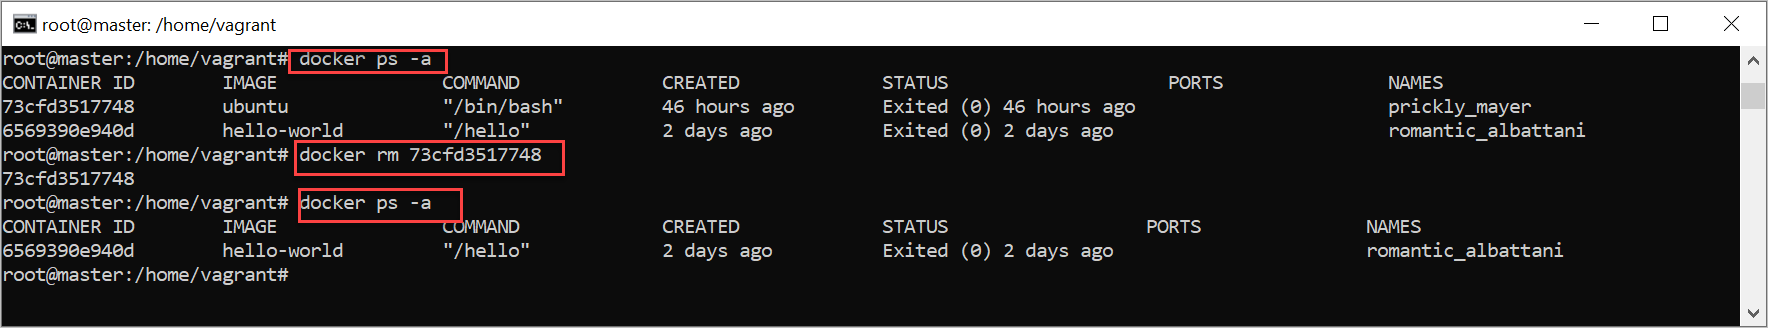 root@master: /home/vagrant
root@master:/home/vagrant# docker ps -a
CONTAINER ID        IMAGE               COMMAND             CREATED             STATUS                    PORTS               NAMES
73cfd3517748        ubuntu              "/bin/bash"         46 hours ago        Exited (0) 46 hours ago                       prickly_mayer
6569390e940d        hello-world         "/hello"            2 days ago          Exited (0) 2 days ago                         romantic_albattani
root@master:/home/vagrant# docker rm 73cfd3517748
73cfd3517748
root@master:/home/vagrant# docker ps -a
CONTAINER ID        IMAGE               COMMAND             CREATED             STATUS                  PORTS               NAMES
6569390e940d        hello-world         "/hello"            2 days ago          Exited (0) 2 days ago                       romantic_albattani
root@master:/home/vagrant#